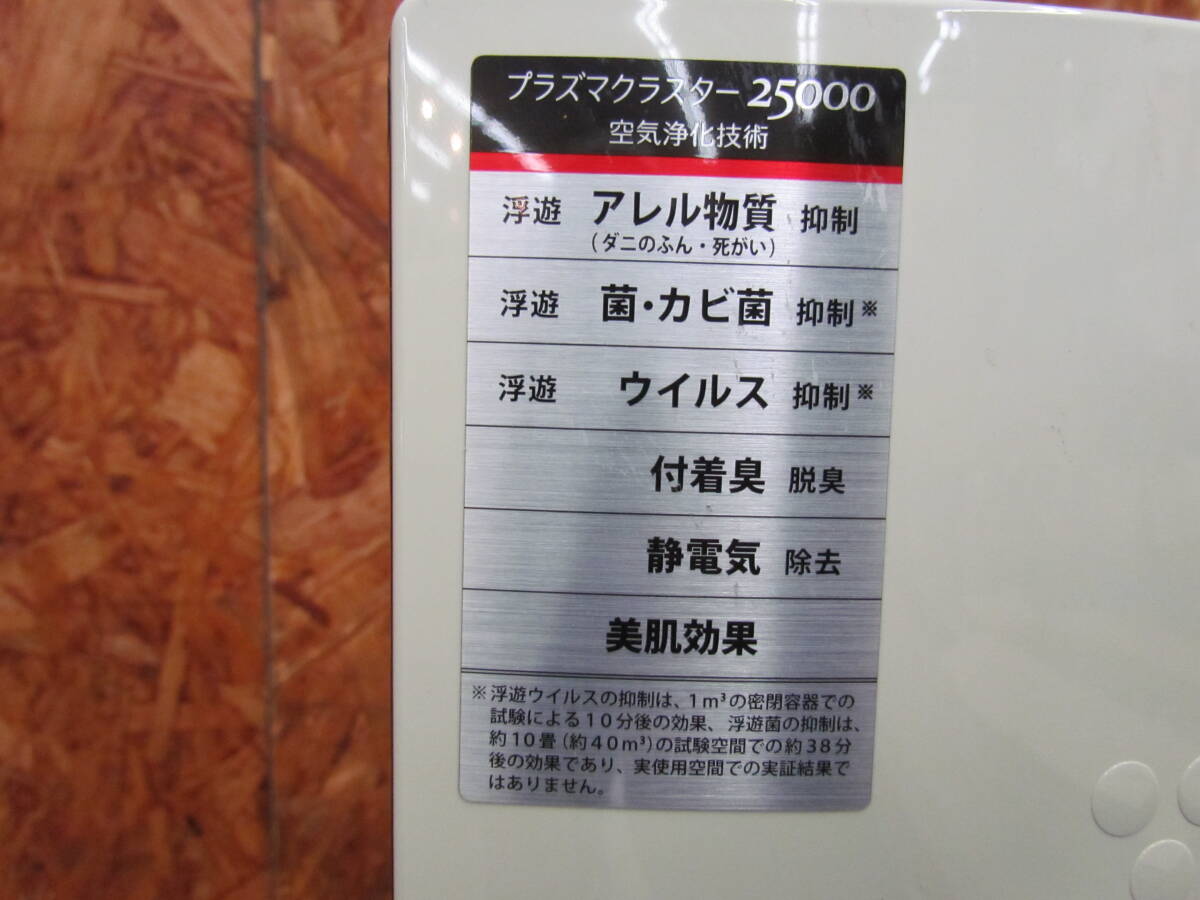 プラズマクラスター 25000
空気浄化技術
浮遊 アレル物質 抑制
(ダニのふん・死がい)
浮遊 菌・カビ菌 抑制※
浮遊 ウイルス 抑制※
付着臭 脱臭
静電気 除去
美肌効果
※浮遊ウイルスの抑制は、1m³の密閉容器での
試験による10分後の効果、浮遊菌の抑制は、
約10畳(約40m³)の試験空間での約38分
後の効果であり、実使用空間での実証結果で
はありません。